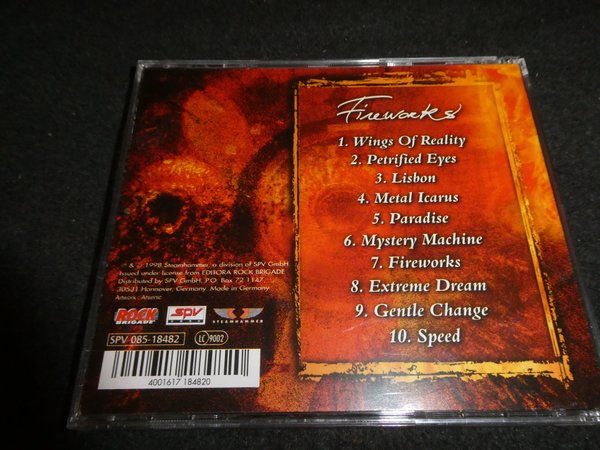 Fireworks
1. Wings Of Reality
2. Petrified Eyes
3. Lisbon
4. Metal Icarus
5. Paradise
6. Mystery Machine
7. Fireworks
8. Extreme Dream
9. Gentle Change
10. Speed
℗ & © 1998 Steamhammer, a division of SPV GmbH
Issued under license from EDITORA ROCK BRIGADE
Distributed by SPV GmbH, P.O. Box 72 1147,
30531 Hannover, Germany. Made in Germany
Artwork:
ROCK BRIGADE
SPV
STEAMHAMMER
SPV 085-18482
LC 9002
4001617 184820